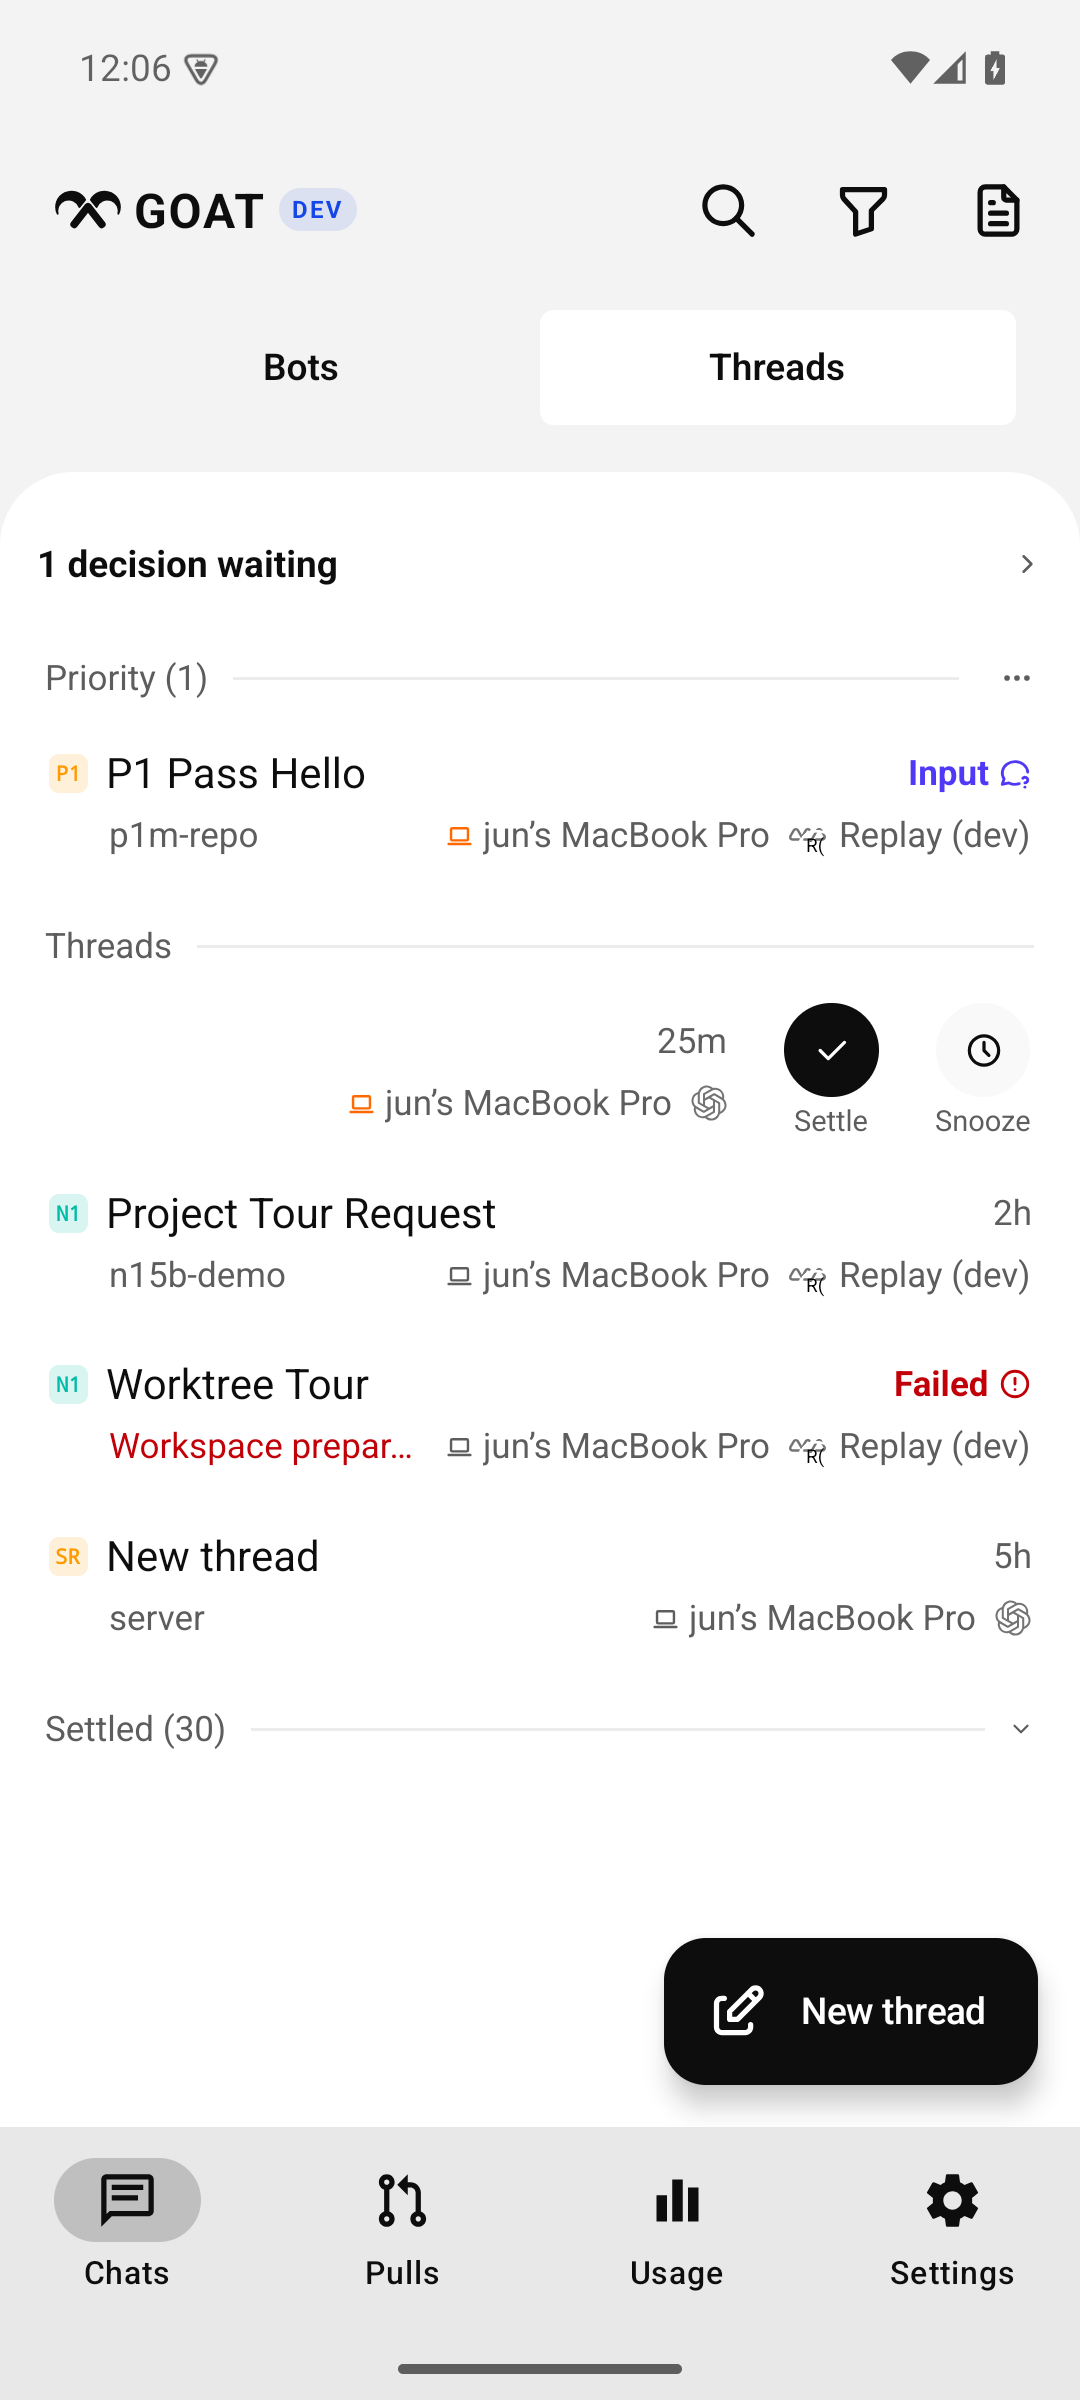 12:06
GOAT DEV
Bots Threads
1 decision waiting
Priority (1)
P1 P1 Pass Hello Input
p1m-repo jun’s MacBook Pro R( Replay (dev)
Threads
25m
jun’s MacBook Pro
Settle Snooze
N1 Project Tour Request 2h
n15b-demo jun’s MacBook Pro R( Replay (dev)
N1 Worktree Tour Failed
Workspace prepar... jun’s MacBook Pro R( Replay (dev)
SR New thread 5h
server jun’s MacBook Pro
Settled (30)
New thread
Chats Pulls Usage Settings